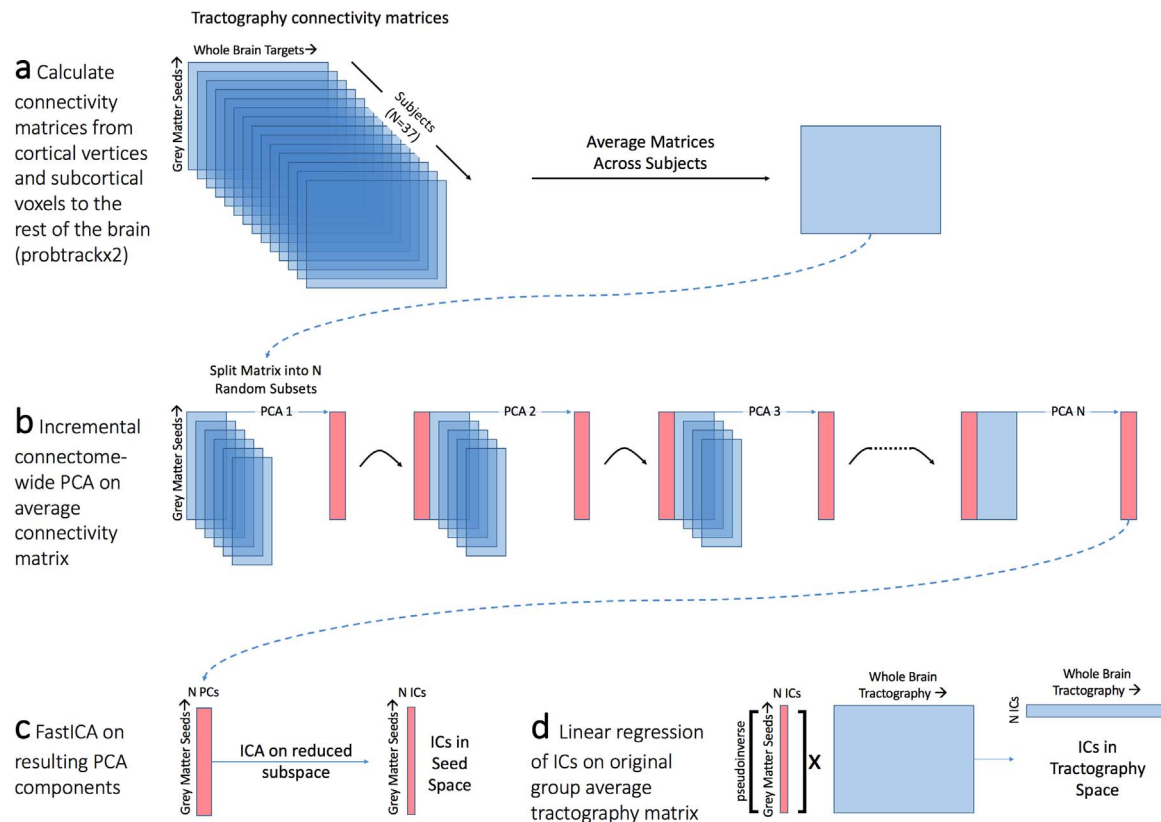 Tractography connectivity matrices
a Calculate
connectivity
matrices from
cortical vertices
and subcortical
voxels to the
rest of the brain
(probtrackx2)
Whole Brain Targets→
Grey Matter Seeds→
Subjects
(N=37)
Average Matrices
Across Subjects
b Incremental
connectome-
wide PCA on
average
connectivity
matrix
Split Matrix into N
Random Subsets
Grey Matter Seeds→
PCA 1
PCA 2
PCA 3
PCA N
c FastICA on
resulting PCA
components
N PCs
Grey Matter Seeds→
ICA on reduced
subspace
N ICs
Grey Matter Seeds→
ICs in
Seed
Space
d Linear regression
of ICs on original
group average
tractography matrix
pseudoinverse
N ICs
Grey Matter Seeds→
X
Whole Brain
Tractography →
Whole Brain
Tractography →
N ICs
ICs in
Tractography
Space